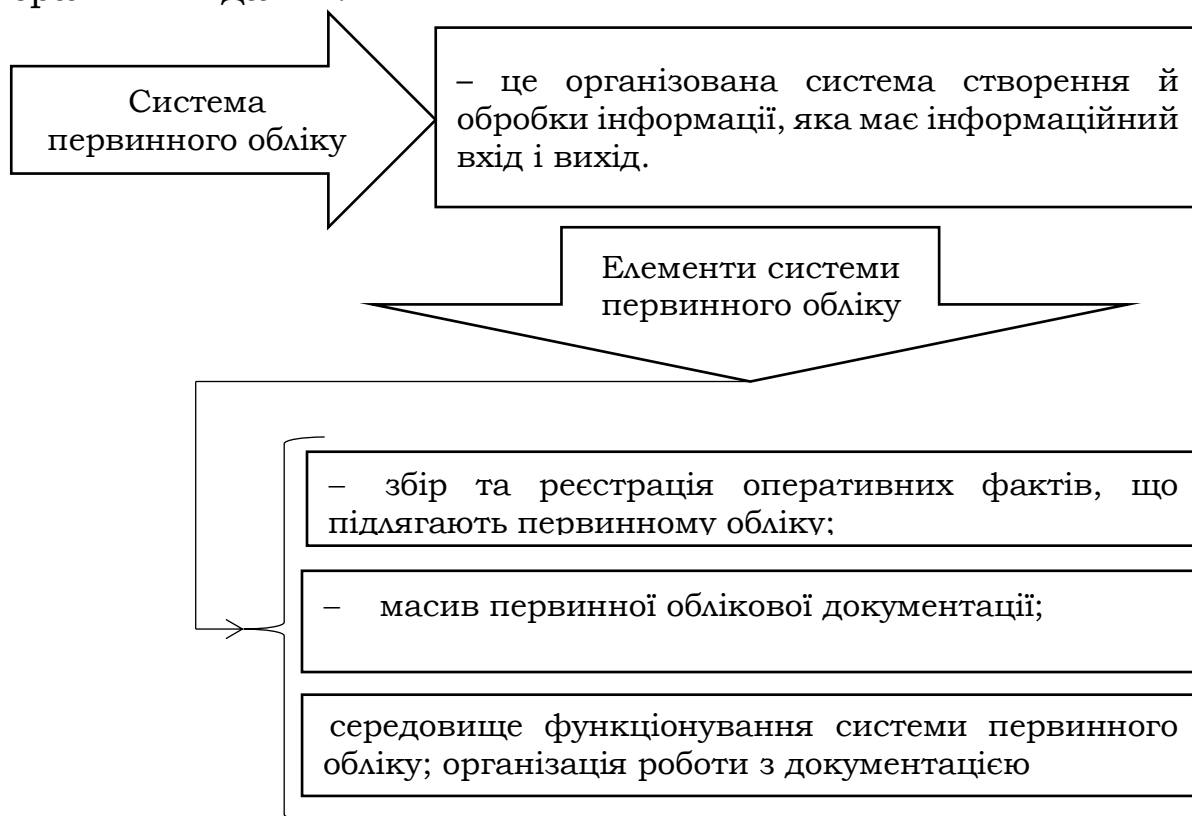 Система
первинного обліку
– це організована система створення й
обробки інформації, яка має інформаційний
вхід і вихід.
Елементи системи
первинного обліку
– збір та реєстрація оперативних фактів, що
підлягають первинному обліку;
– масив первинної облікової документації;
середовище функціонування системи первинного
обліку; організація роботи з документацією